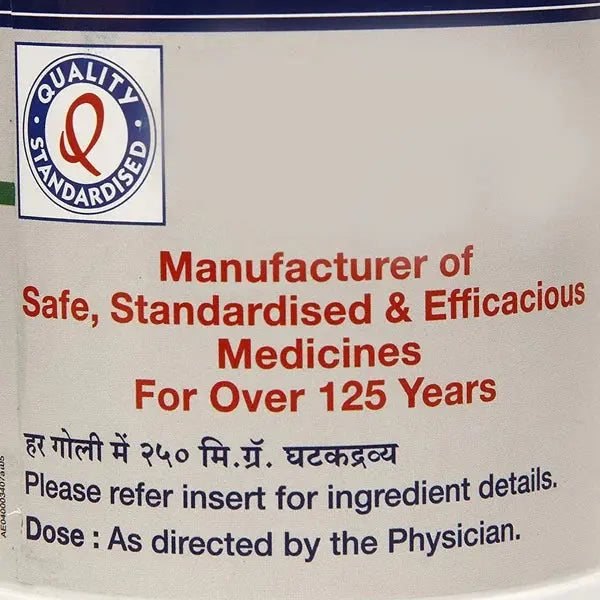 QUALITY
STANDARDISED
Manufacturer of
Safe, Standardised & Efficacious
Medicines
For Over 125 Years
हर गोली में २५० मि.ग्रॅ. घटकद्रव्य
Please refer insert for ingredient details.
Dose : As directed by the Physician.